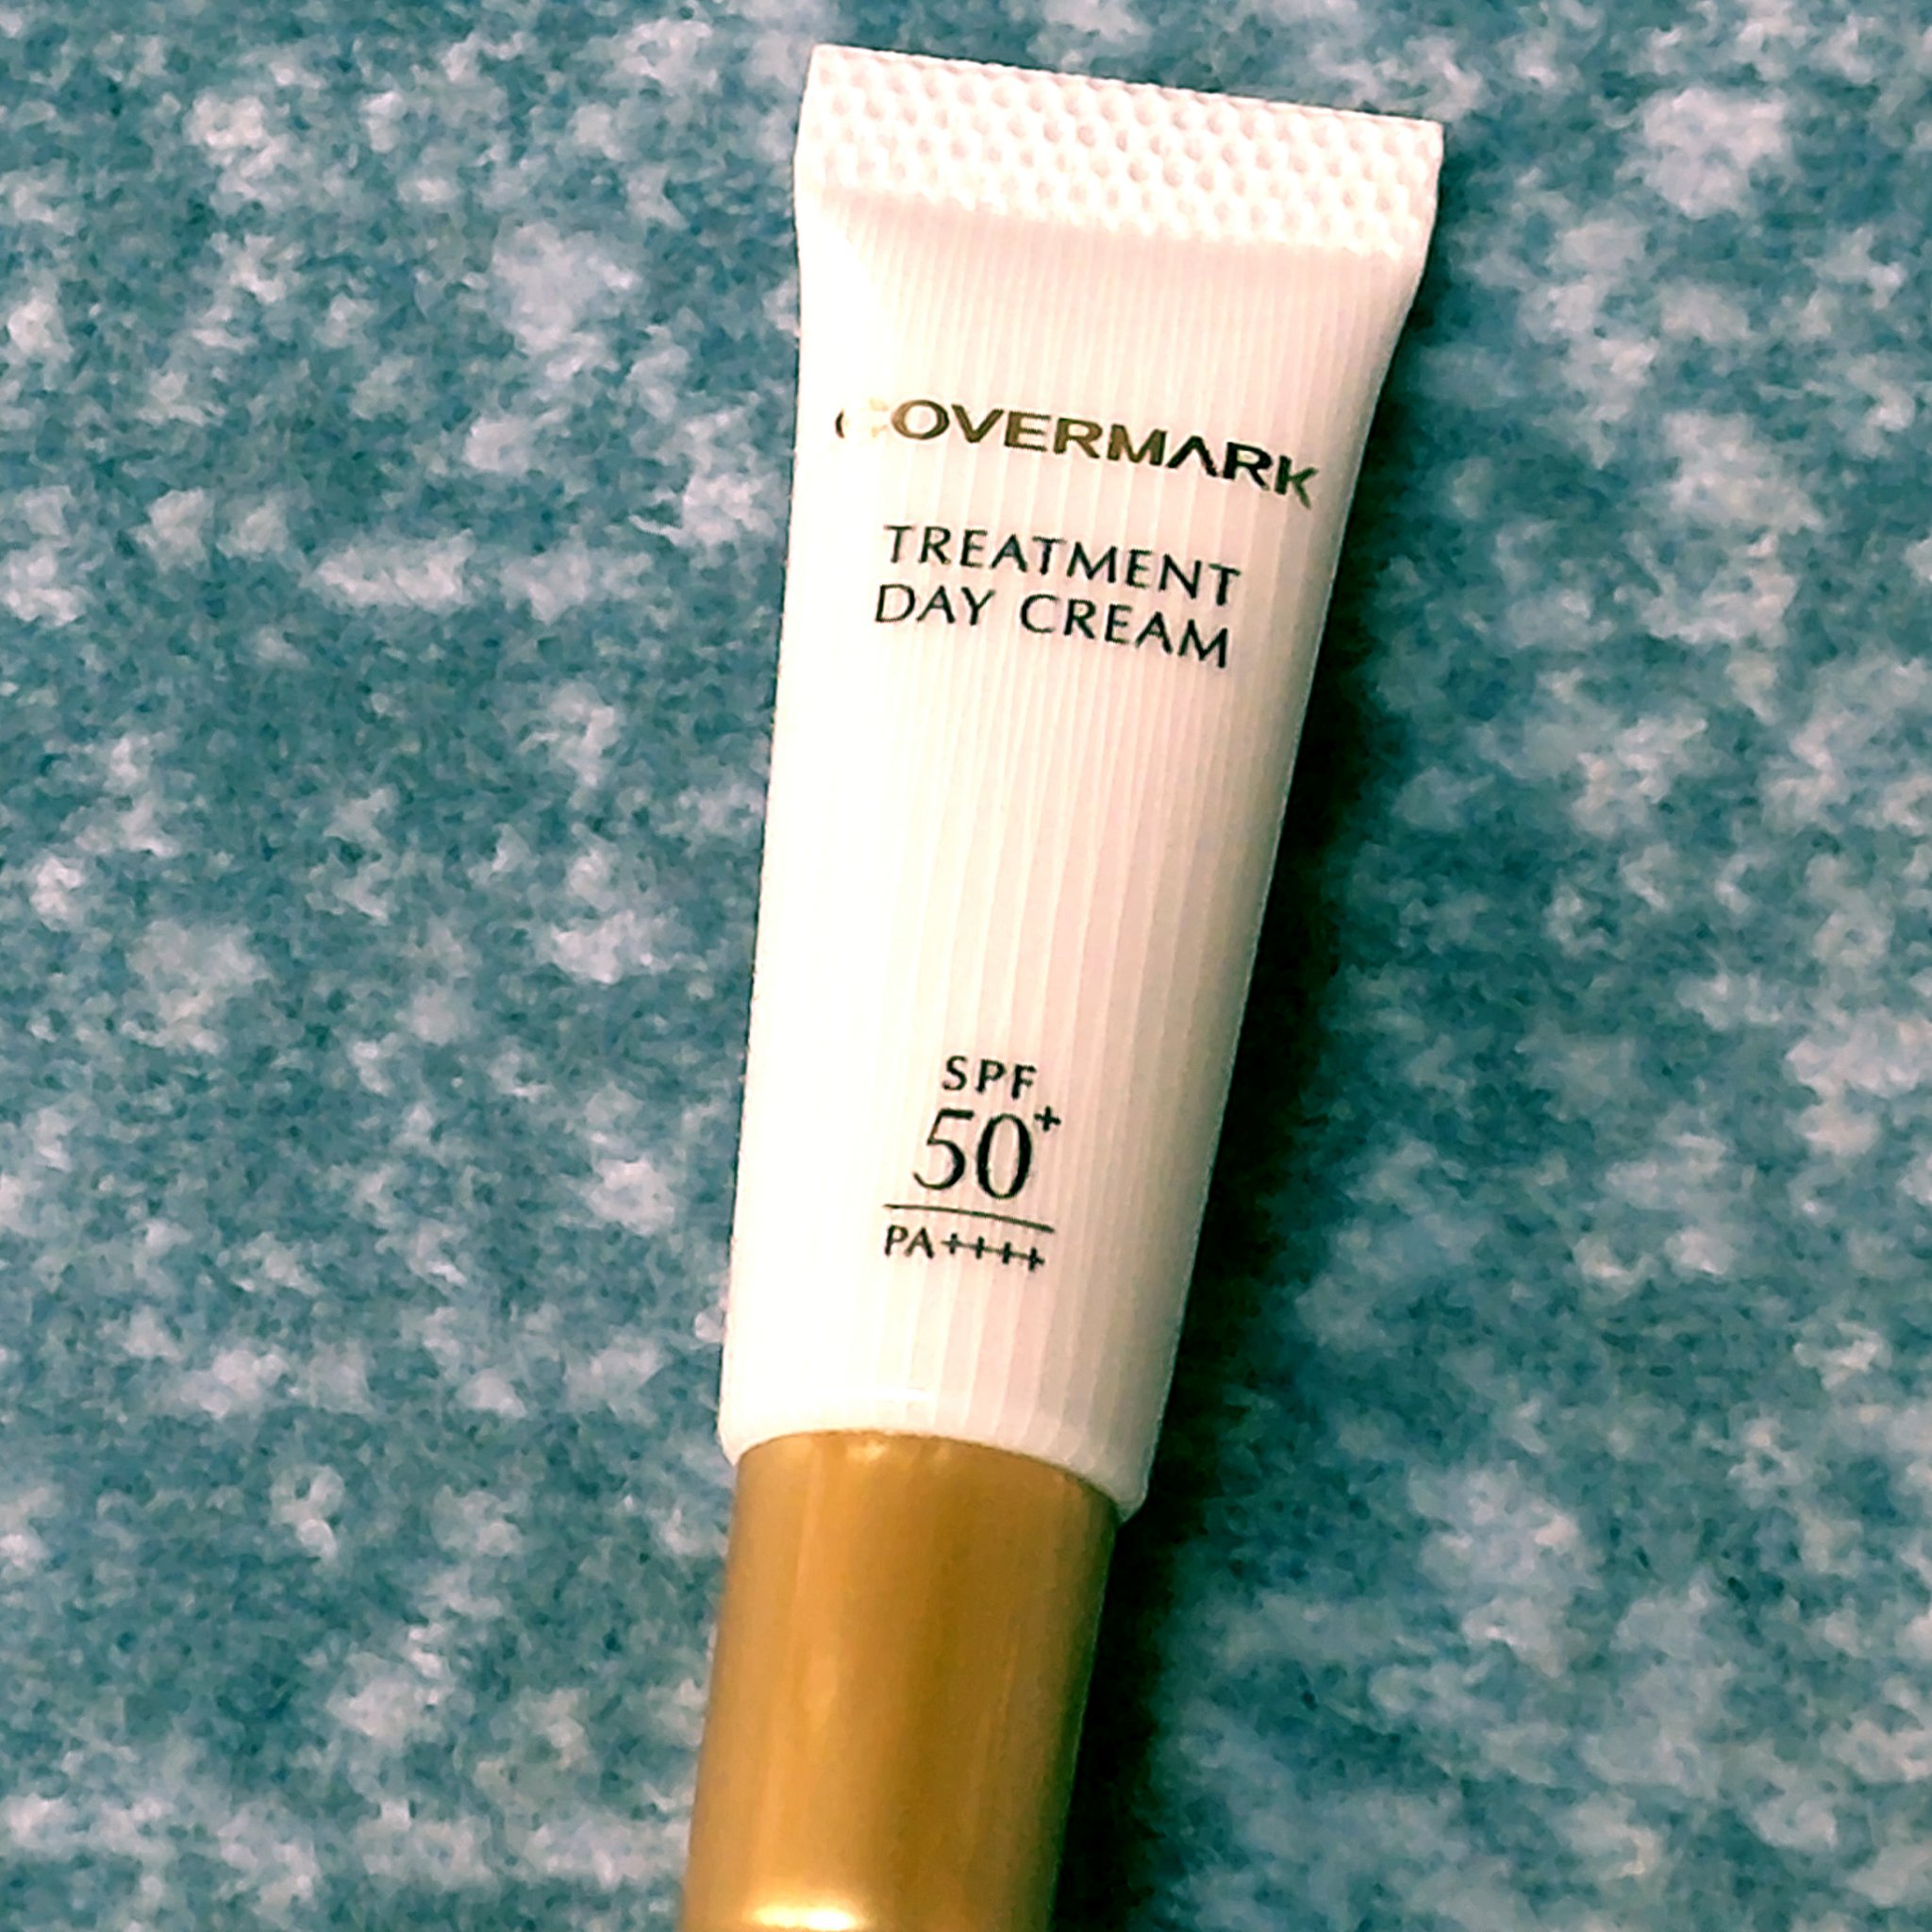 COVERMARK
TREATMENT
DAY CREAM
SPF
50+
PA++++